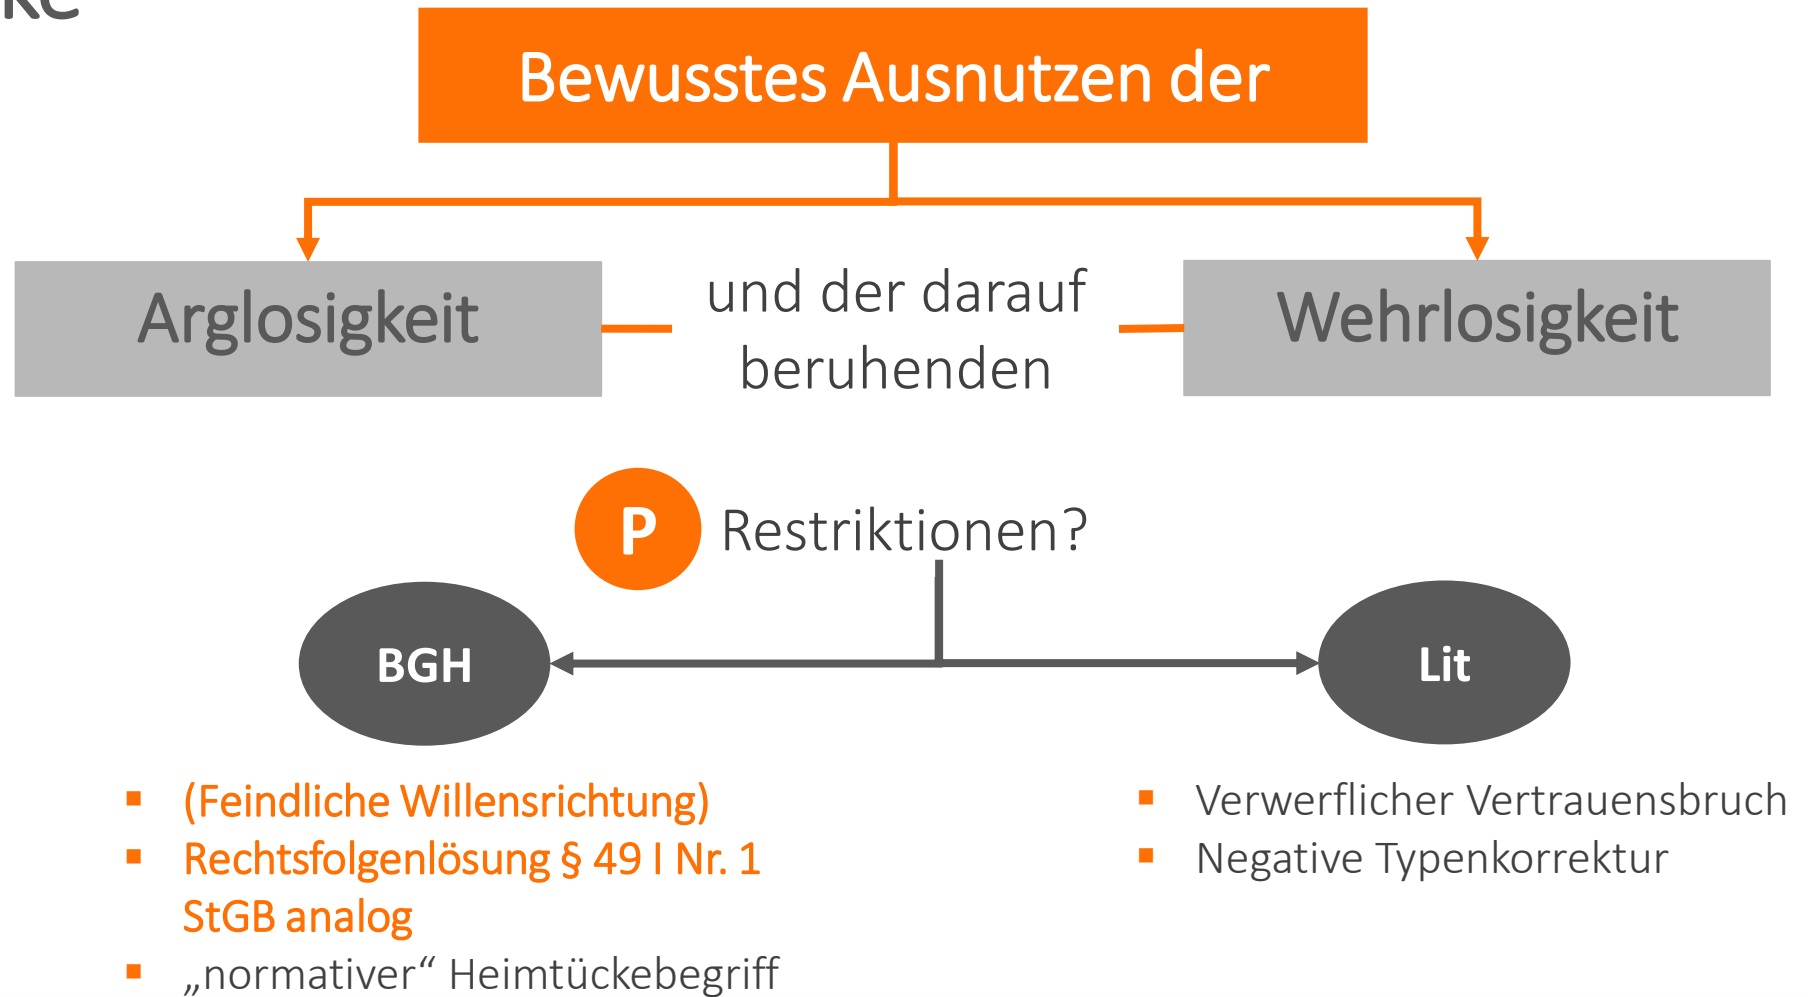 Bewusstes Ausnutzen der
Arglosigkeit
und der darauf
beruhenden
Wehrlosigkeit
P
Restriktionen?
BGH
Lit
▪ (Feindliche Willensrichtung)
▪ Rechtsfolgenlösung § 49 I Nr. 1
StGB analog
▪ „normativer“ Heimtückebegriff
▪ Verwerflicher Vertrauensbruch
▪ Negative Typenkorrektur